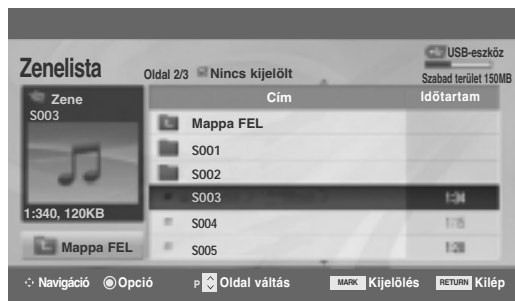 USB-eszköz
Zenelista Oldal 2/3 Nincs kijelölt
Szabad terület 150MB
Zene Cím Időtartam
S003
Mappa FEL
S001
S002
S003 1:34
S004 1:15
S005 1:28
1:340, 120KB
Mappa FEL
Navigáció Opció P Oldal váltás MARK Kijelölés RETURN Kilép